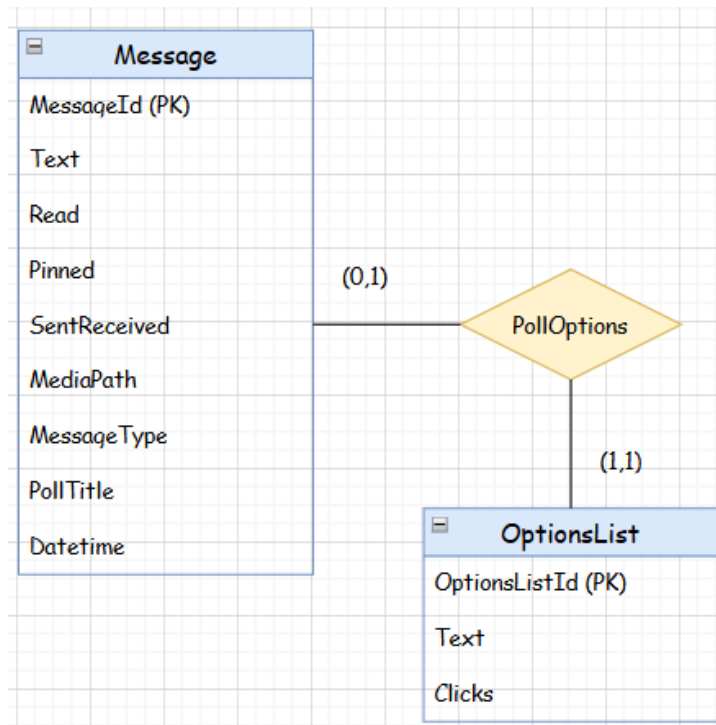 Message
MessageId (PK)
Text
Read
Pinned
SentReceived
MediaPath
MessageType
PollTitle
Datetime
(0,1)
PollOptions
(1,1)
OptionsList
OptionsListId (PK)
Text
Clicks